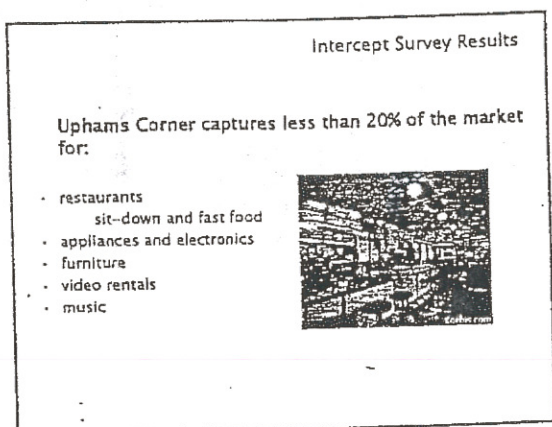 Intercept Survey Results
Uphams Corner captures less than 20% of the market
for:
· restaurants
sit-down and fast food
· appliances and electronics
· furniture
· video rentals
· music